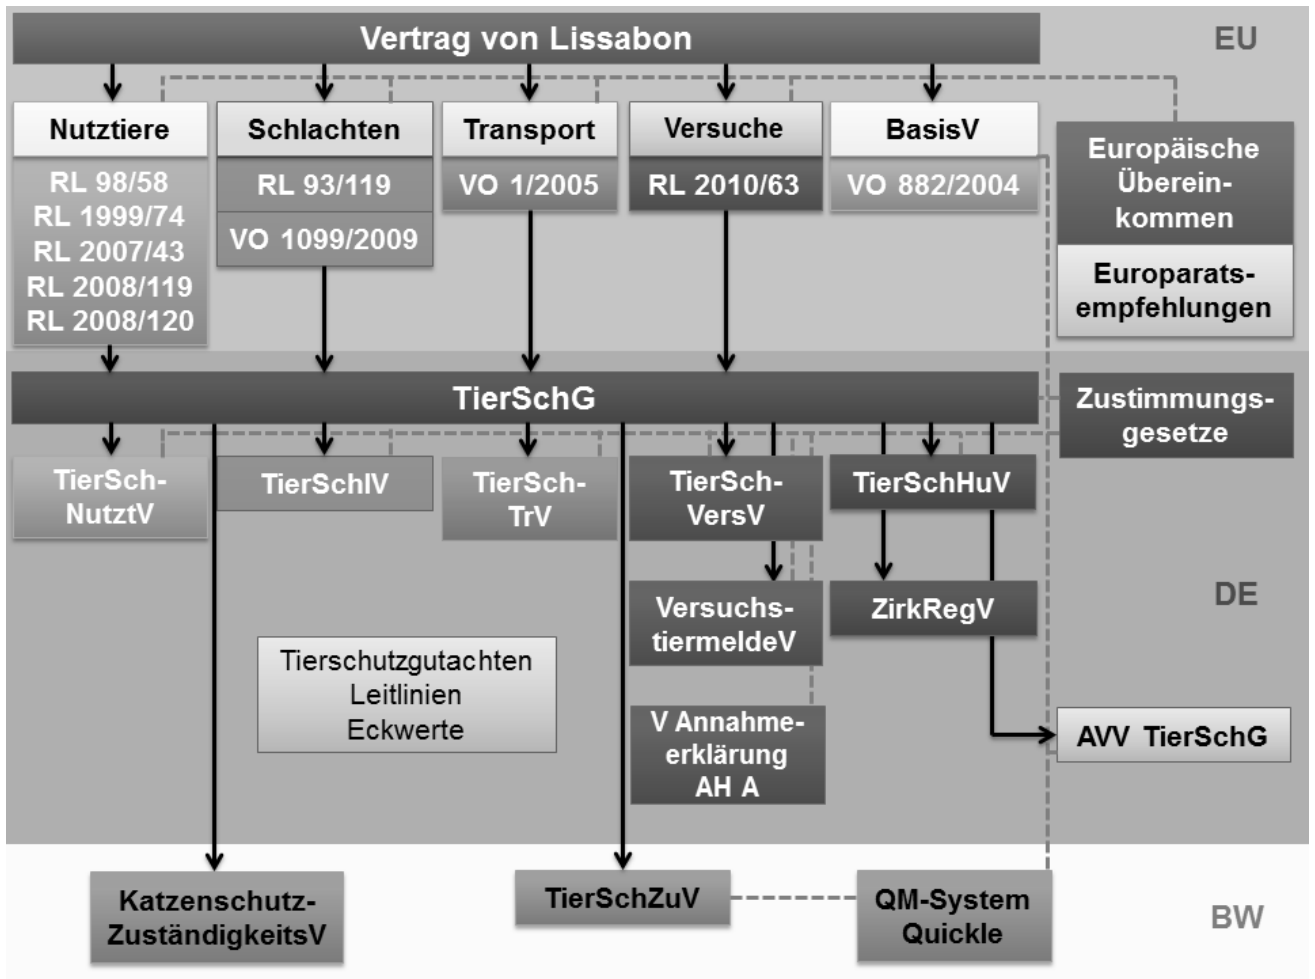 Vertrag von Lissabon
EU
Nutztiere
RL 98/58
RL 1999/74
RL 2007/43
RL 2008/119
RL 2008/120
Schlachten
RL 93/119
VO 1099/2009
Transport
VO 1/2005
Versuche
RL 2010/63
BasisV
VO 882/2004
Europäische
Überein-
kommen
Europarats-
empfehlungen
TierSchG
Zustimmungs-
gesetze
TierSch-
NutztV
TierSchlV
TierSch-
TrV
TierSch-
VersV
TierSchHuV
Versuchs-
tiermeldeV
ZirkRegV
DE
Tierschutzgutachten
Leitlinien
Eckwerte
V Annahme-
erklärung
AH A
AVV TierSchG
Katzenschutz-
ZuständigkeitsV
TierSchZuV
QM-System
Quickle
BW